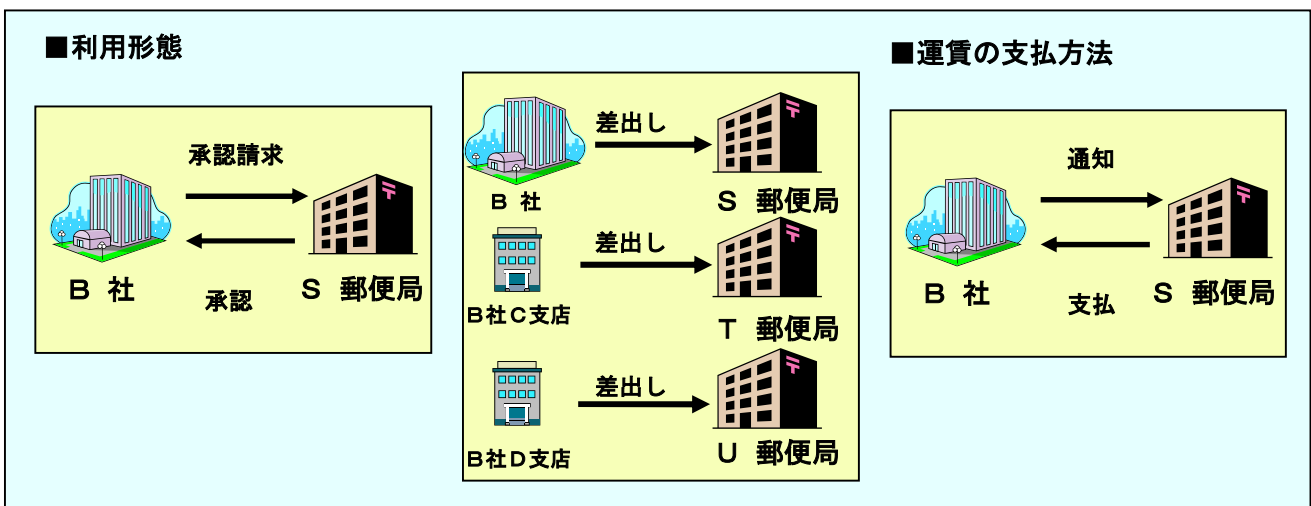 ■利用形態
承認請求
B 社
S 郵便局
承認
差出し
B 社
S 郵便局
差出し
B社C支店
T 郵便局
差出し
B社D支店
U 郵便局
■運賃の支払方法
通知
B 社
S 郵便局
支払